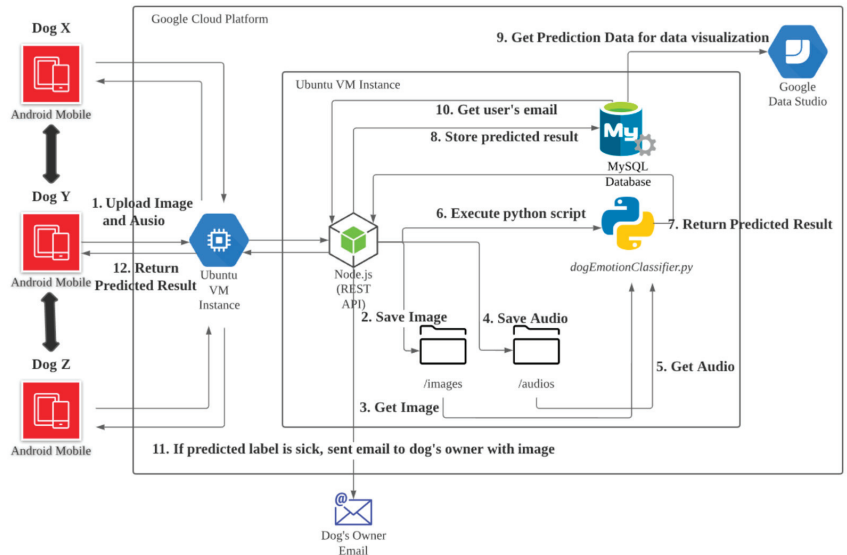 Dog X
Google Cloud Platform
9. Get Prediction Data for data visualization
Google
Data Studio
Android Mobile
Ubuntu VM Instance
10. Get user's email
8. Store predicted result
My
MySQL
Database
Dog Y
1. Upload Image
and Ausio
6. Execute python script
7. Return Predicted Result
Android Mobile
12. Return
Predicted Result
Ubuntu
VM
Instance
Node.js
(REST
API)
dogEmotionClassifier.py
2. Save Image
4. Save Audio
Dog Z
/images
/audios
5. Get Audio
3. Get Image
Android Mobile
11. If predicted label is sick, sent email to dog's owner with image
@
Dog's Owner
Email